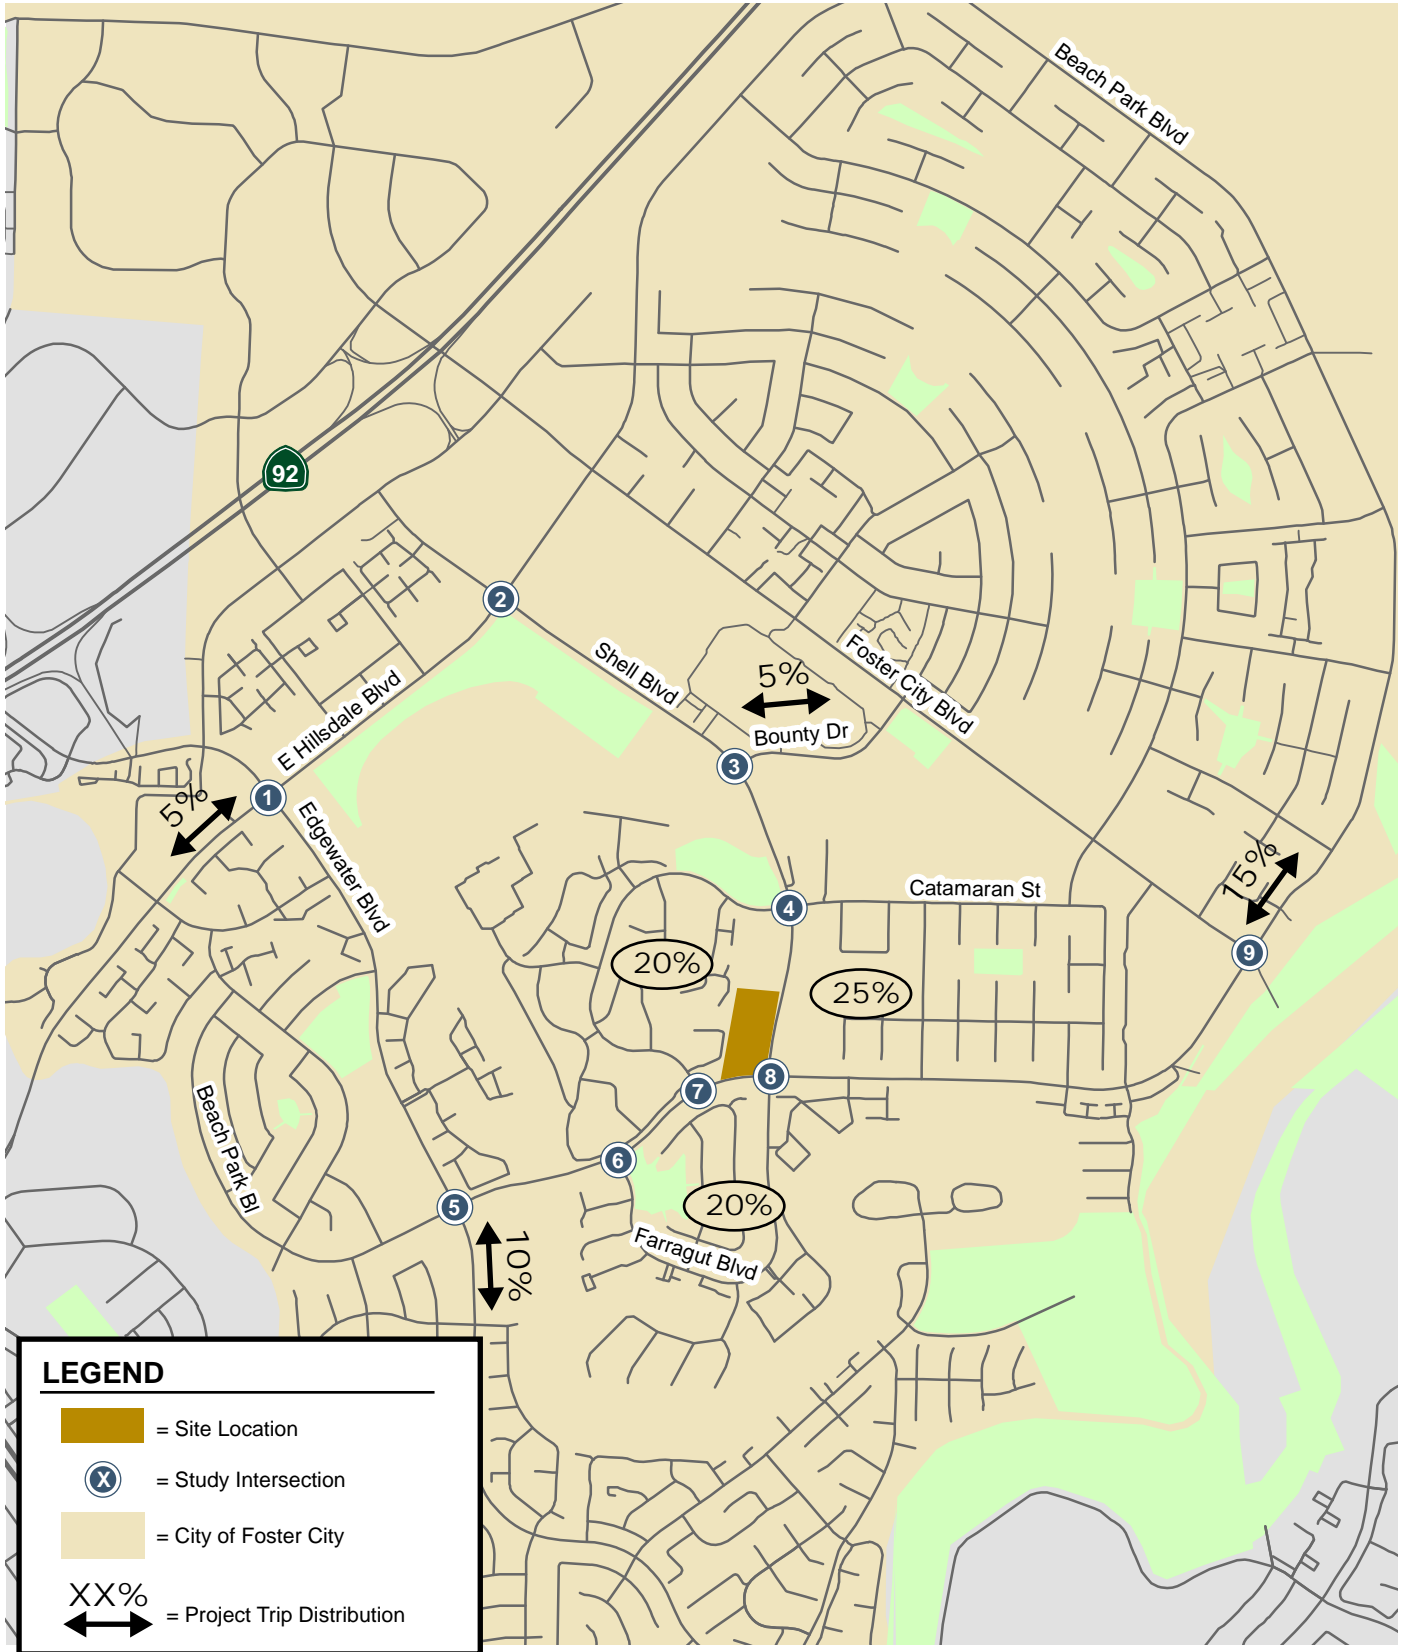 Beach Park Blvd
92
2
Shell Blvd
5%
Foster City Blvd
Bounty Dr
3
E Hillsdale Blvd
5%
1
Edgewater Blvd
15%
Catamaran St
4
9
20%
25%
8
7
Beach Park Bl
6
20%
5
Farragut Blvd
10%
LEGEND
= Site Location
X = Study Intersection
= City of Foster City
XX%
= Project Trip Distribution